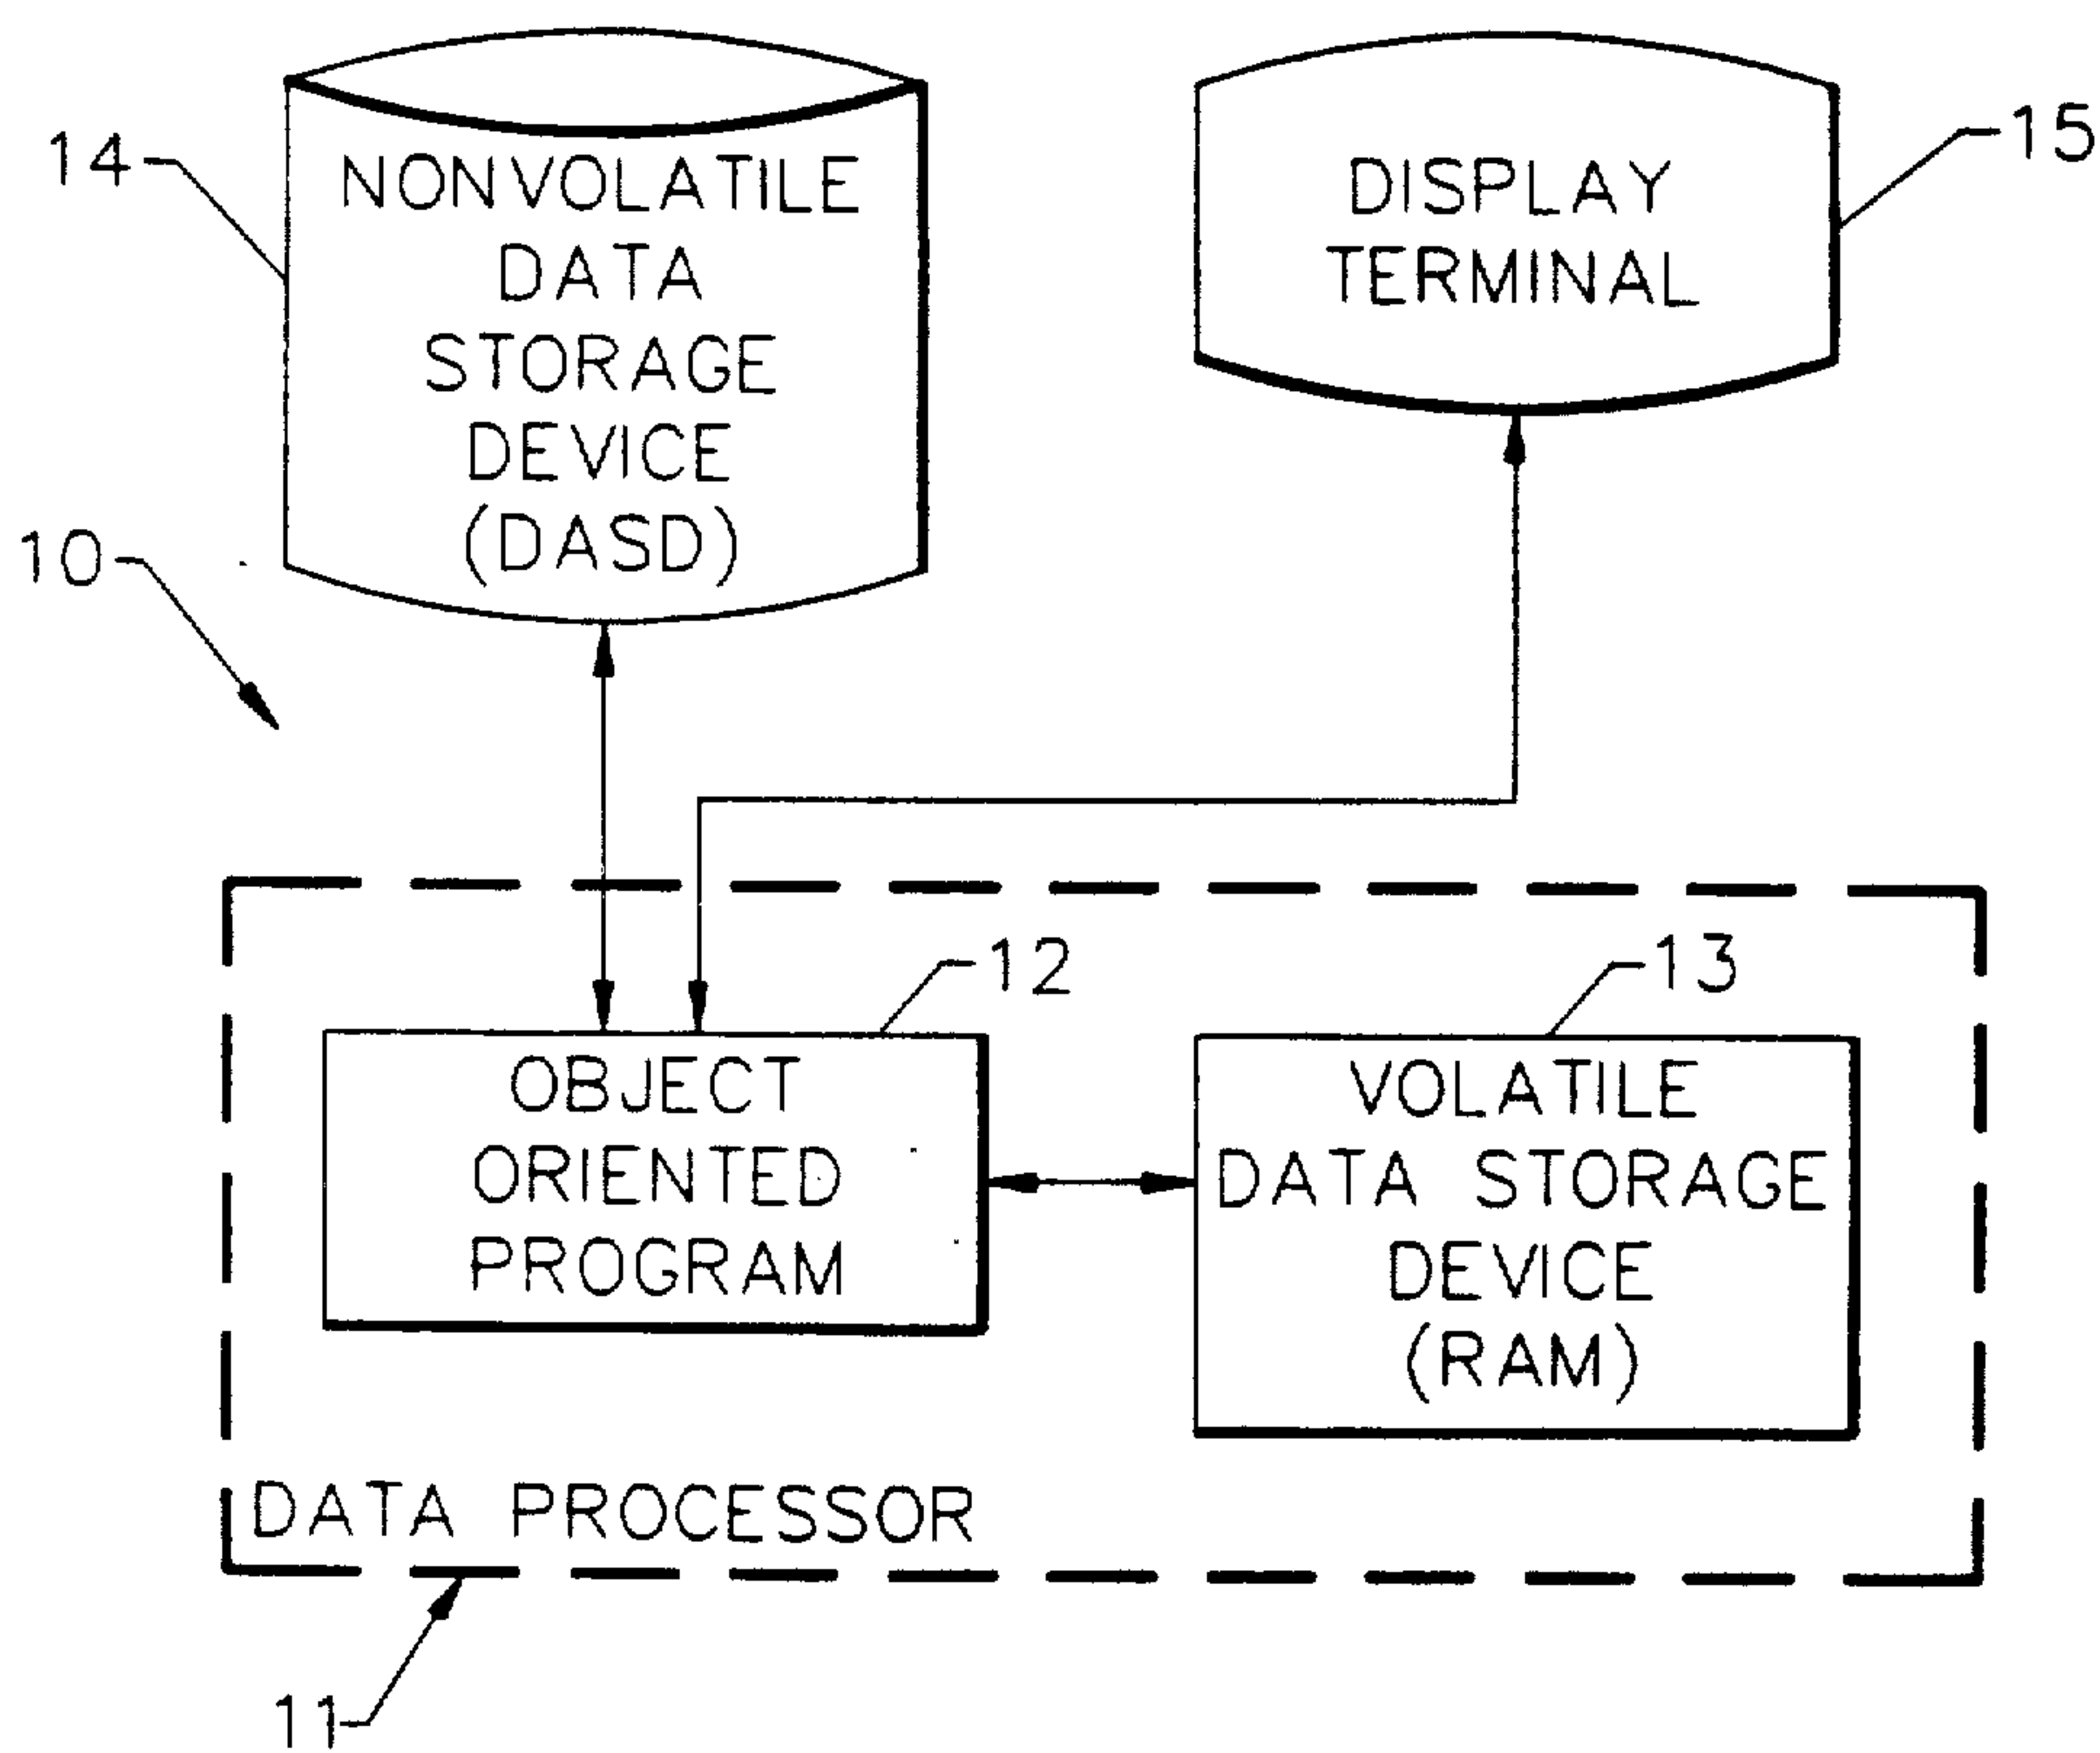 14
NONVOLATILE
DATA
STORAGE
DEVICE
(DASD)
DISPLAY
TERMINAL
15
10
12
13
OBJECT
ORIENTED
PROGRAM
VOLATILE
DATA STORAGE
DEVICE
(RAM)
DATA PROCESSOR
11